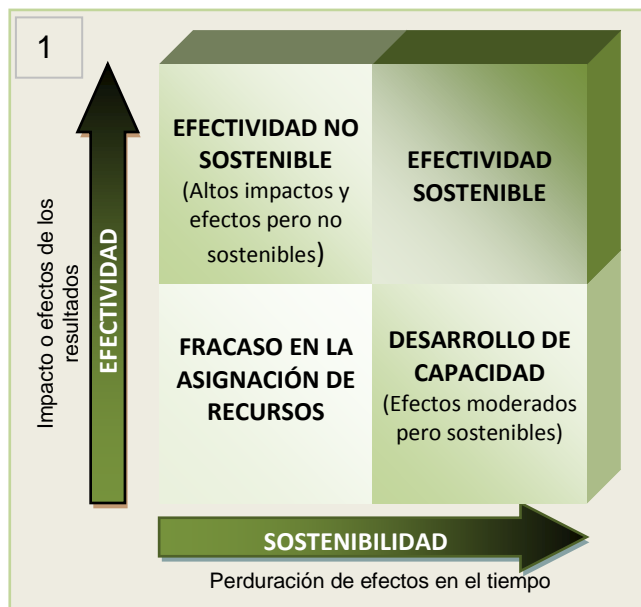 1
EFECTIVIDAD NO
SOSTENIBLE
(Altos impactos y
efectos pero no
sostenibles)
EFECTIVIDAD
SOSTENIBLE
Impacto o efectos de los
resultados
EFECTIVIDAD
FRACASO EN LA
ASIGNACIÓN DE
RECURSOS
DESARROLLO DE
CAPACIDAD
(Efectos moderados
pero sostenibles)
SOSTENIBILIDAD
Perduración de efectos en el tiempo